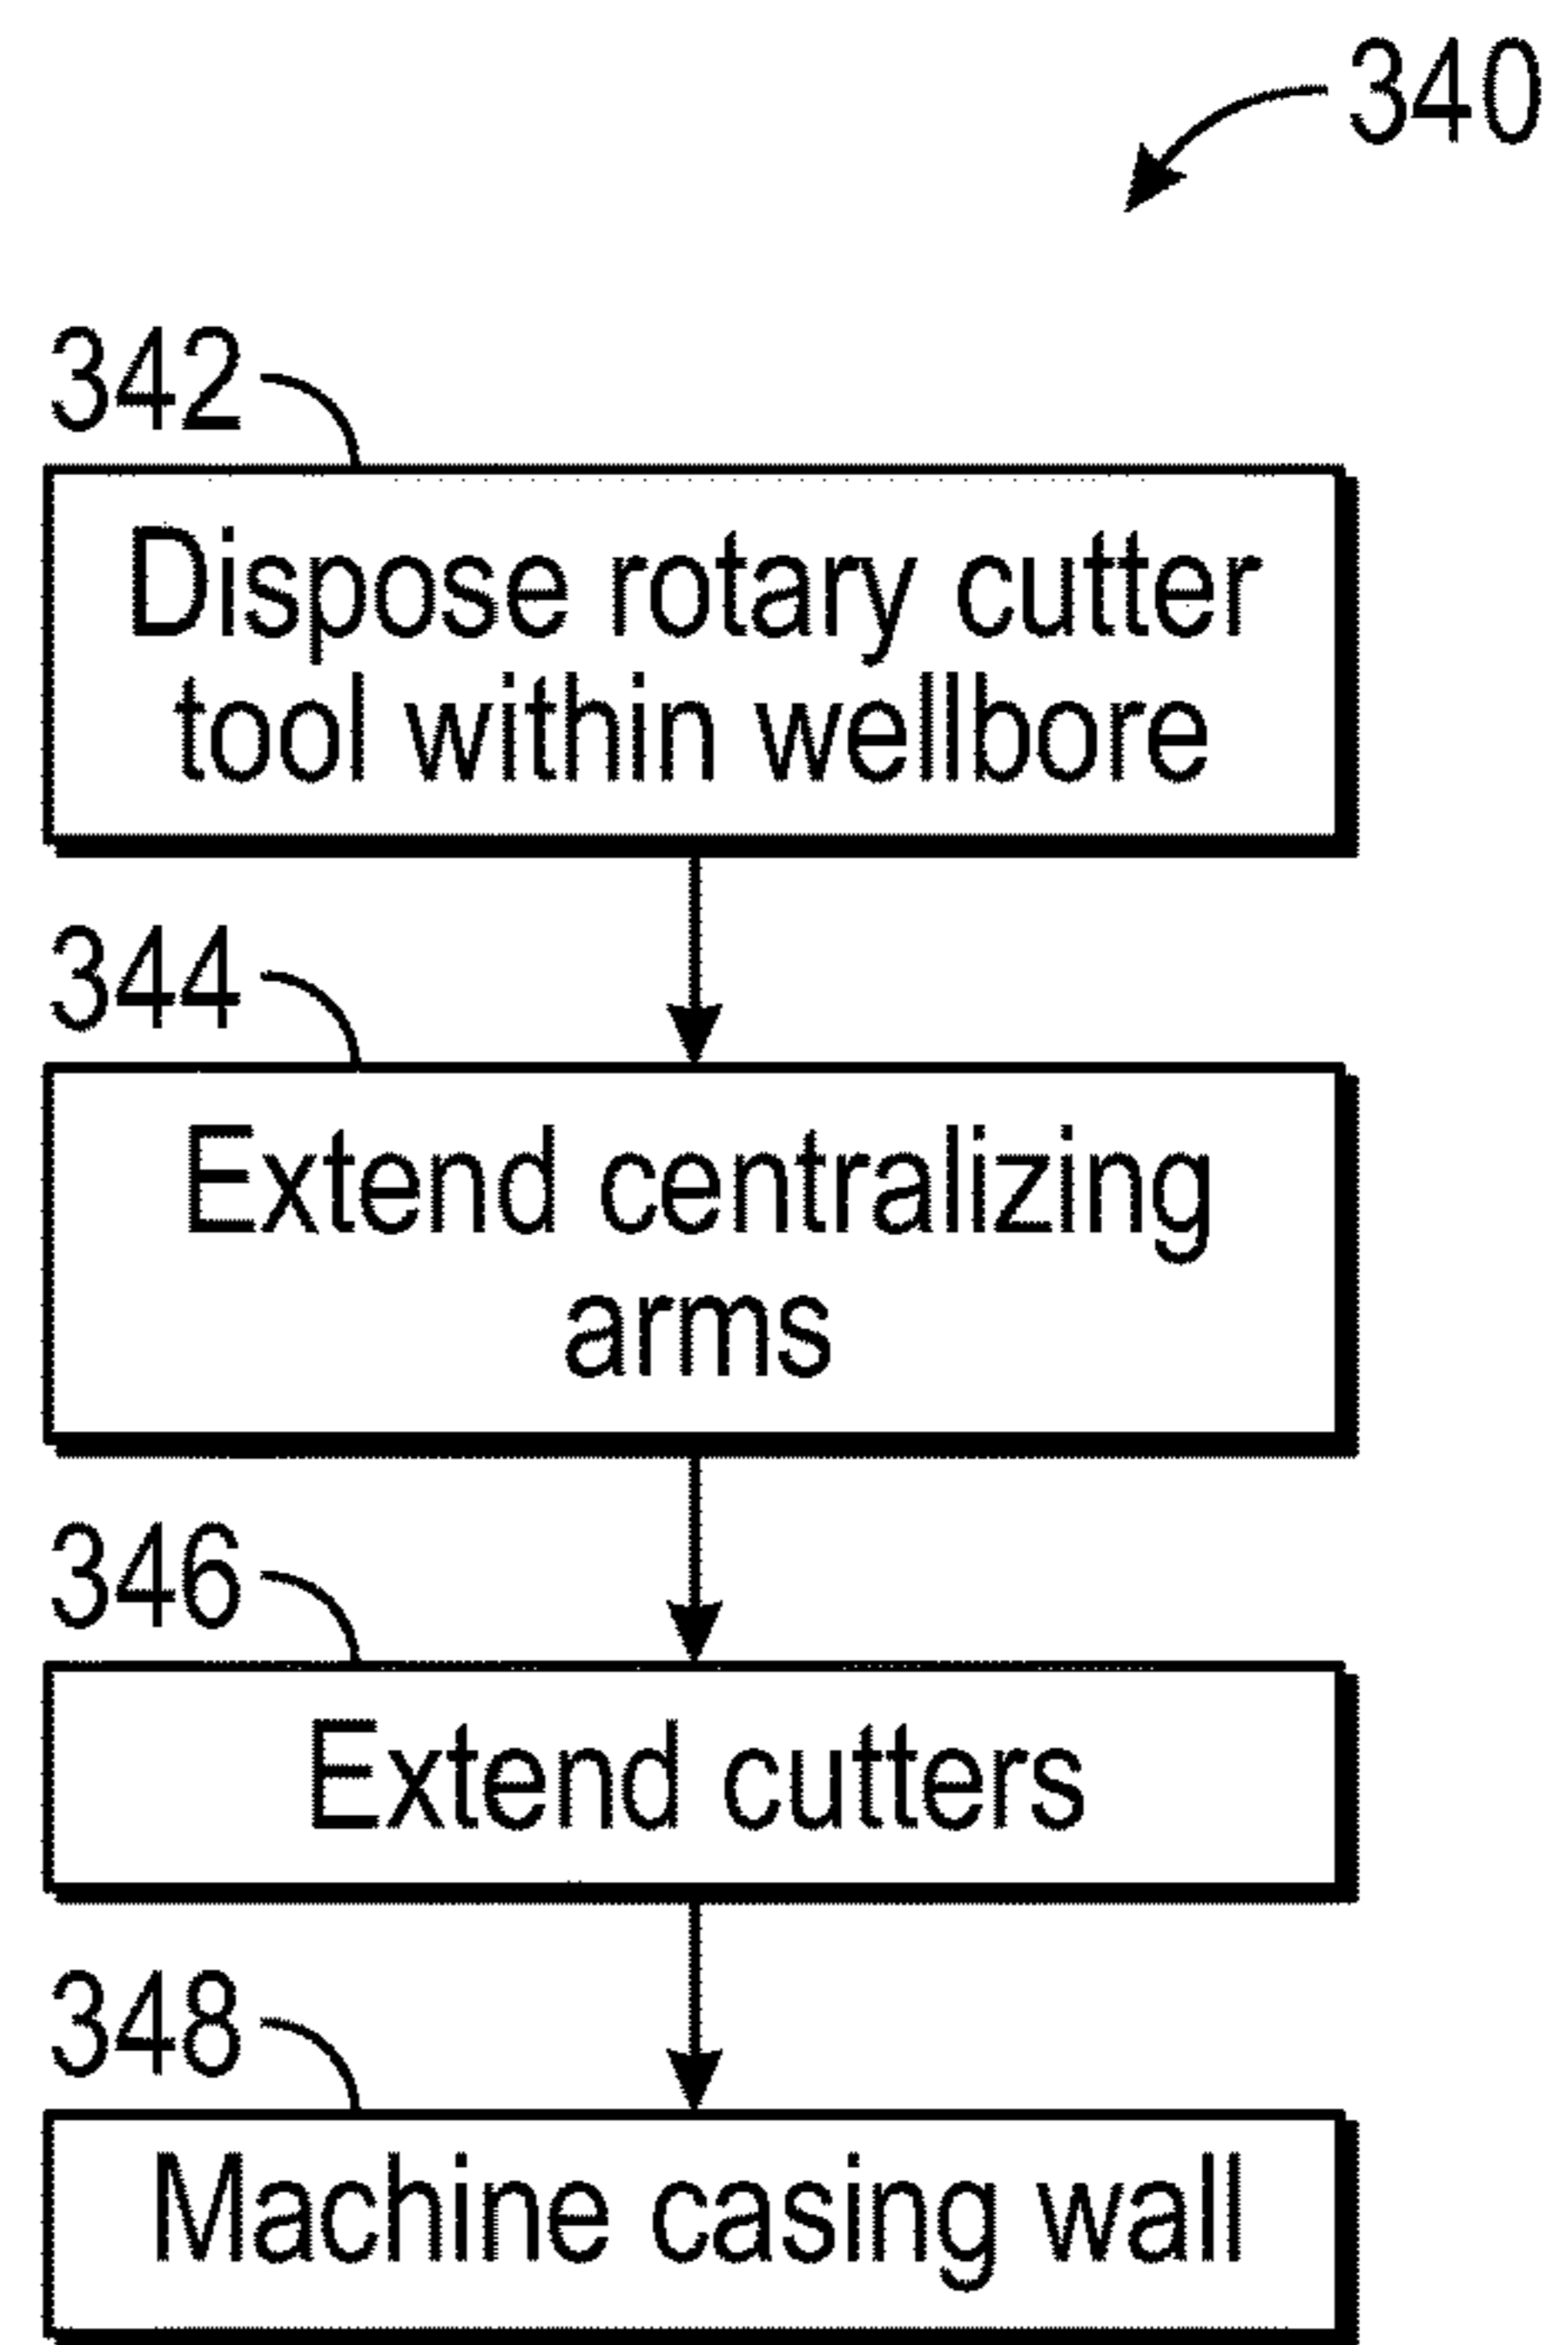 340
342
Dispose rotary cutter
tool within wellbore
344
Extend centralizing
arms
346
Extend cutters
348
Machine casing wall